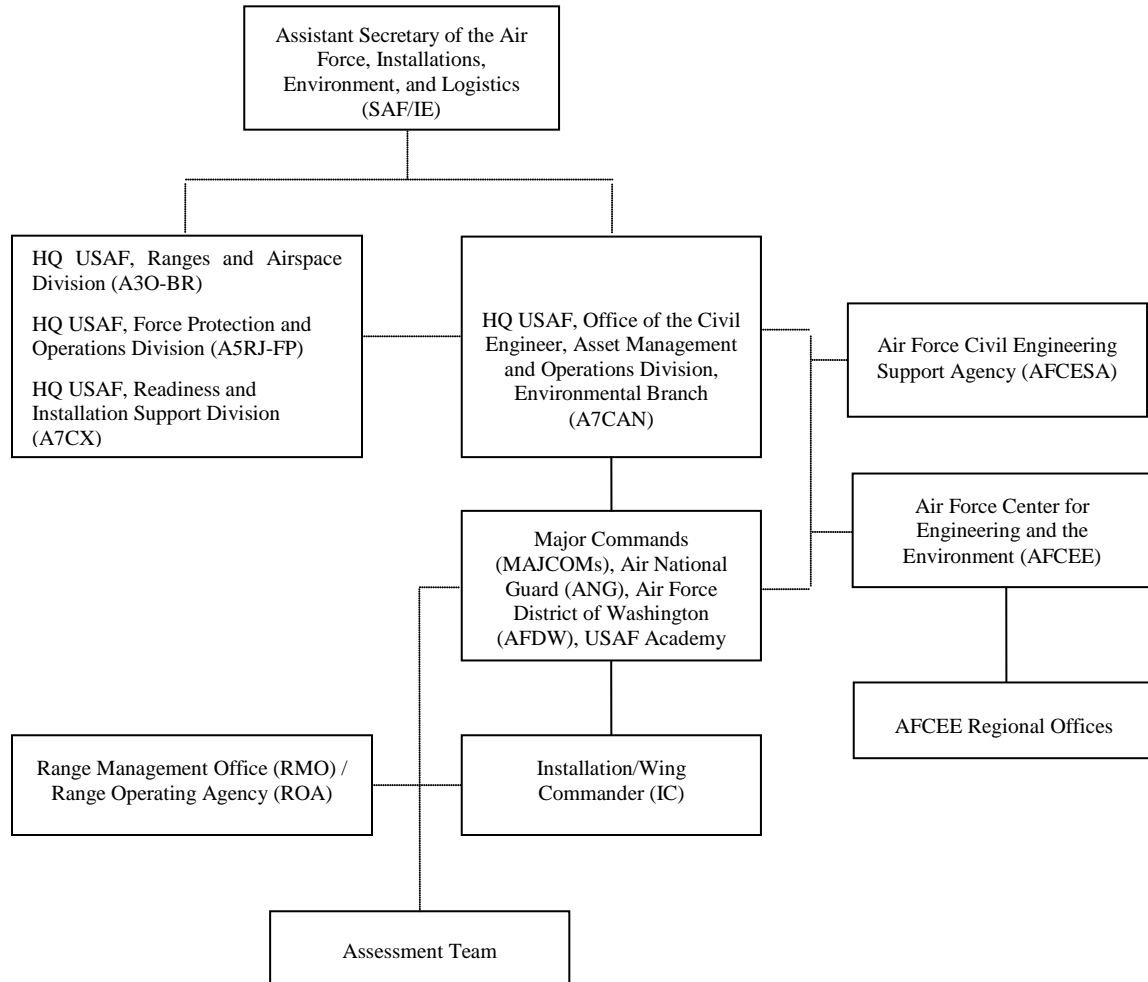 Assistant Secretary of the Air
Force, Installations,
Environment, and Logistics
(SAF/IE)
HQ USAF, Ranges and Airspace
Division (A3O-BR)
HQ USAF, Force Protection and
Operations Division (A5RJ-FP)
HQ USAF, Readiness and
Installation Support Division
(A7CX)
HQ USAF, Office of the Civil
Engineer, Asset Management
and Operations Division,
Environmental Branch
(A7CAN)
Air Force Civil Engineering
Support Agency (AFCESA)
Air Force Center for
Engineering and the
Environment (AFCEE)
Major Commands
(MAJCOMs), Air National
Guard (ANG), Air Force
District of Washington
(AFDW), USAF Academy
AFCEE Regional Offices
Range Management Office (RMO) /
Range Operating Agency (ROA)
Installation/Wing
Commander (IC)
Assessment Team